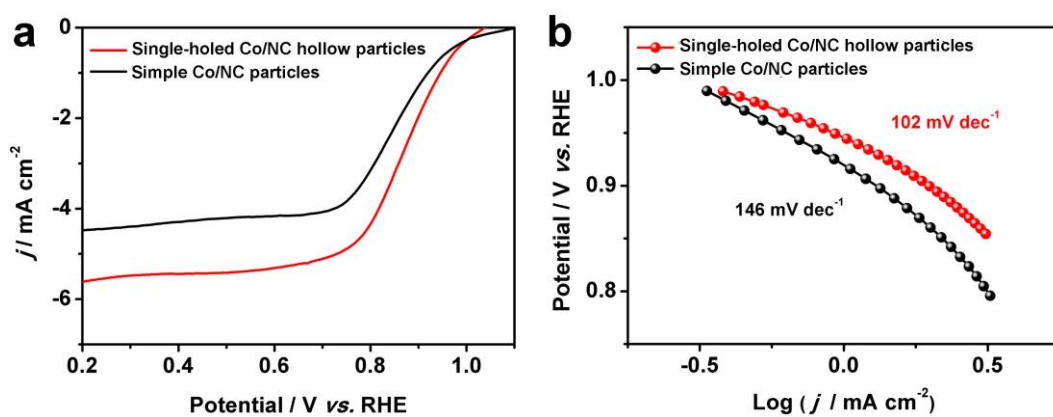 a
Single-holed Co/NC hollow particles
Simple Co/NC particles
0
-2
-4
-6
j / mA cm⁻²
0.2 0.4 0.6 0.8 1.0
Potential / V vs. RHE
b
Single-holed Co/NC hollow particles
Simple Co/NC particles
1.0
0.9
0.8
Potential / V vs. RHE
102 mV dec⁻¹
146 mV dec⁻¹
-0.5 0.0 0.5
Log ( j / mA cm⁻²)